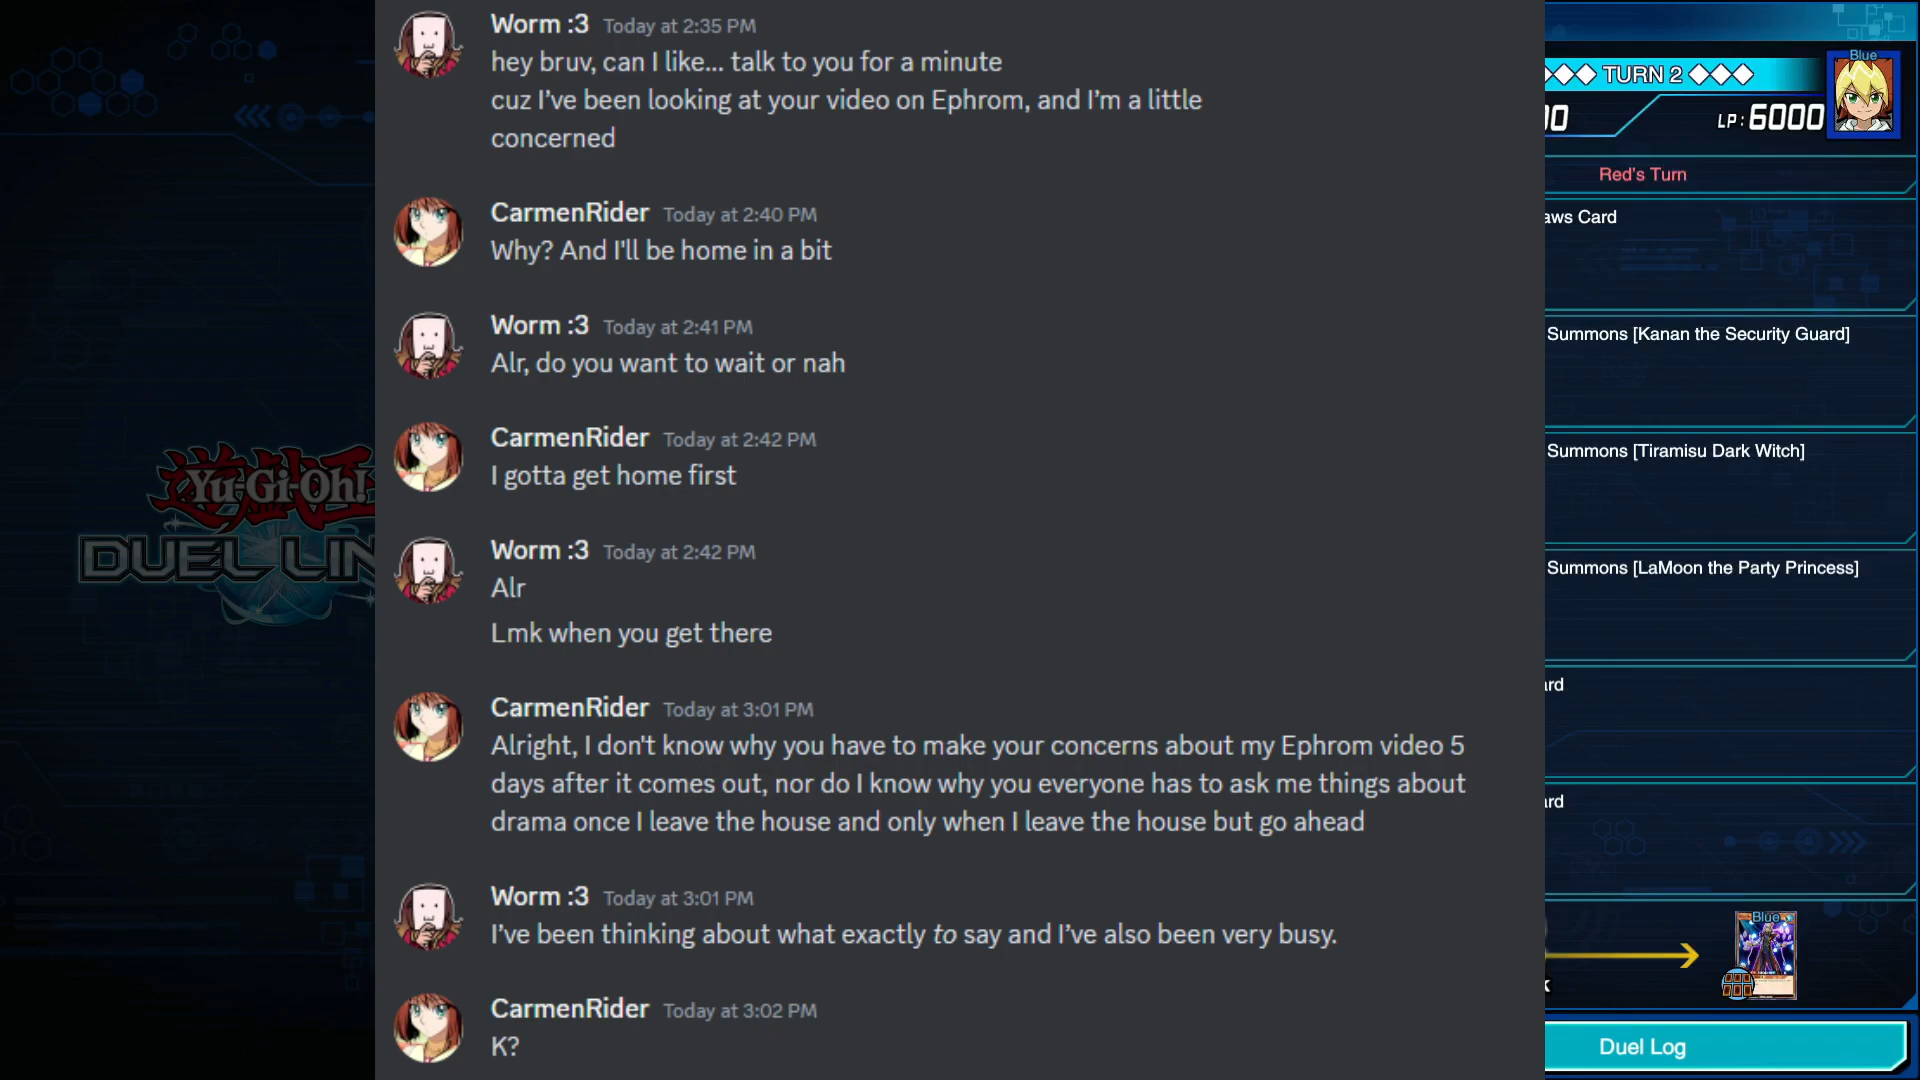 Worm :3 Today at 2:35 PM
hey bruv, can I like... talk to you for a minute
cuz I've been looking at your video on Ephrom, and I'm a little
concerned
CarmenRider Today at 2:40 PM
Why? And I'll be home in a bit
Worm :3 Today at 2:41 PM
Alr, do you want to wait or nah
CarmenRider Today at 2:42 PM
I gotta get home first
Worm :3 Today at 2:42 PM
Alr
Lmk when you get there
CarmenRider Today at 3:01 PM
Alright, I don't know why you have to make your concerns about my Ephrom video 5
days after it comes out, nor do I know why you everyone has to ask me things about
drama once I leave the house and only when I leave the house but go ahead
Worm :3 Today at 3:01 PM
I've been thinking about what exactly to say and I've also been very busy.
CarmenRider Today at 3:02 PM
K?
Yu-Gi-Oh!
DUEL LIN
Blue
TURN 2
00
LP: 6000
Red's Turn
aws Card
Summons [Kanan the Security Guard]
Summons [Tiramisu Dark Witch]
Summons [LaMoon the Party Princess]
ard
ard
Blue
k
Duel Log